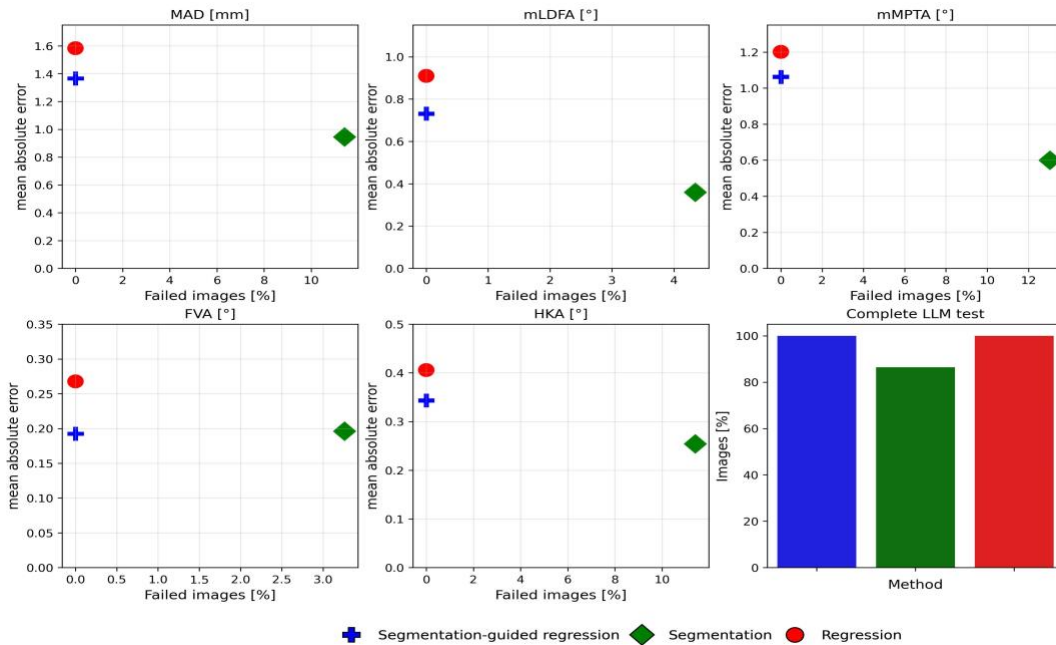 MAD [mm]
mean absolute error
1.6
1.4
1.2
1.0
0.8
0.6
0.4
0.2
0.0
0 2 4 6 8 10
Failed images [%]
mLDFA [°]
mean absolute error
1.0
0.8
0.6
0.4
0.2
0.0
0 1 2 3 4
Failed images [%]
mMPTA [°]
mean absolute error
1.2
1.0
0.8
0.6
0.4
0.2
0.0
0 2 4 6 8 10 12
Failed images [%]
FVA [°]
mean absolute error
0.35
0.30
0.25
0.20
0.15
0.10
0.05
0.00
0.0 0.5 1.0 1.5 2.0 2.5 3.0
Failed images [%]
HKA [°]
mean absolute error
0.5
0.4
0.3
0.2
0.1
0.0
0 2 4 6 8 10
Failed images [%]
Complete LLM test
Images [%]
100
80
60
40
20
0
Method
Segmentation-guided regression Segmentation Regression